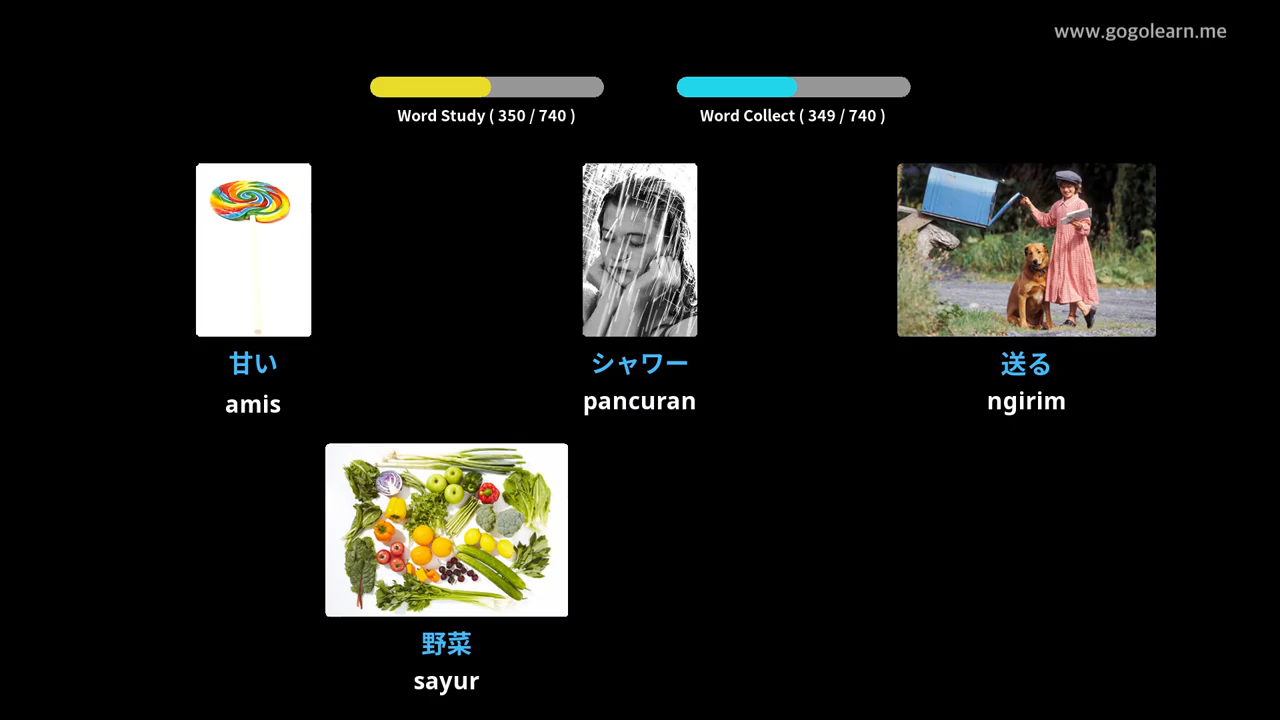 www.gogolearn.me
Word Study ( 350 / 740 )
Word Collect ( 349 / 740 )
甘い
amis
シャワー
pancuran
送る
ngirim
野菜
sayur